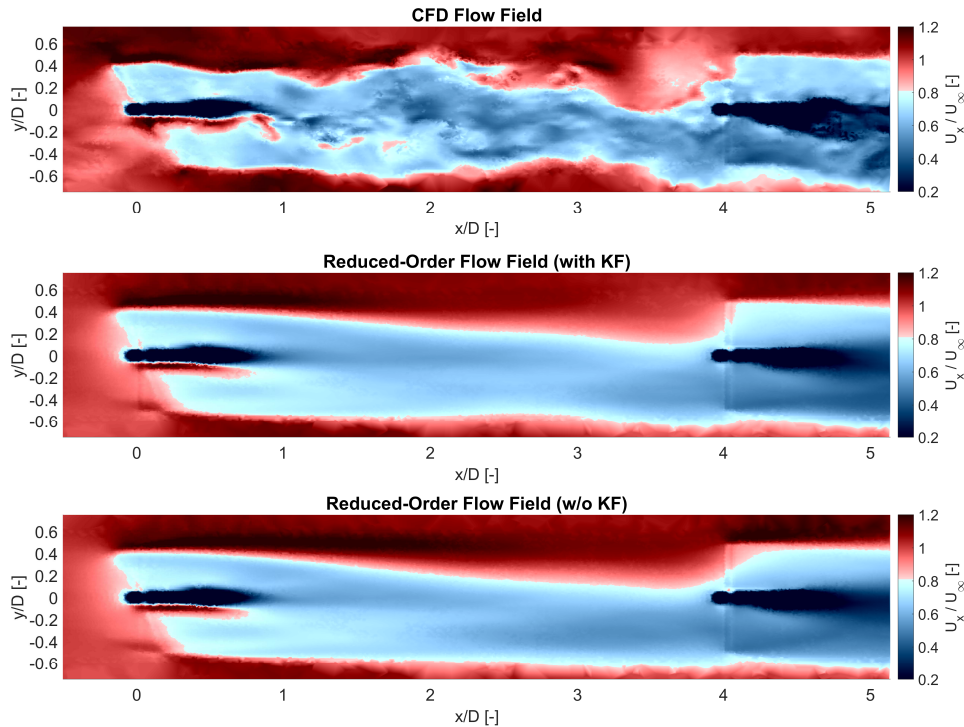 CFD Flow Field
0.6
0.4
0.2
0
-0.2
-0.4
-0.6
y/D [-]
0 1 2 3 4 5
x/D [-]
1.2
1
0.8
0.6
0.4
0.2
U_x / U_∞ [-]
Reduced-Order Flow Field (with KF)
0.6
0.4
0.2
0
-0.2
-0.4
-0.6
y/D [-]
0 1 2 3 4 5
x/D [-]
1.2
1
0.8
0.6
0.4
0.2
U_x / U_∞ [-]
Reduced-Order Flow Field (w/o KF)
0.6
0.4
0.2
0
-0.2
-0.4
-0.6
y/D [-]
0 1 2 3 4 5
x/D [-]
1.2
1
0.8
0.6
0.4
0.2
U_x / U_∞ [-]